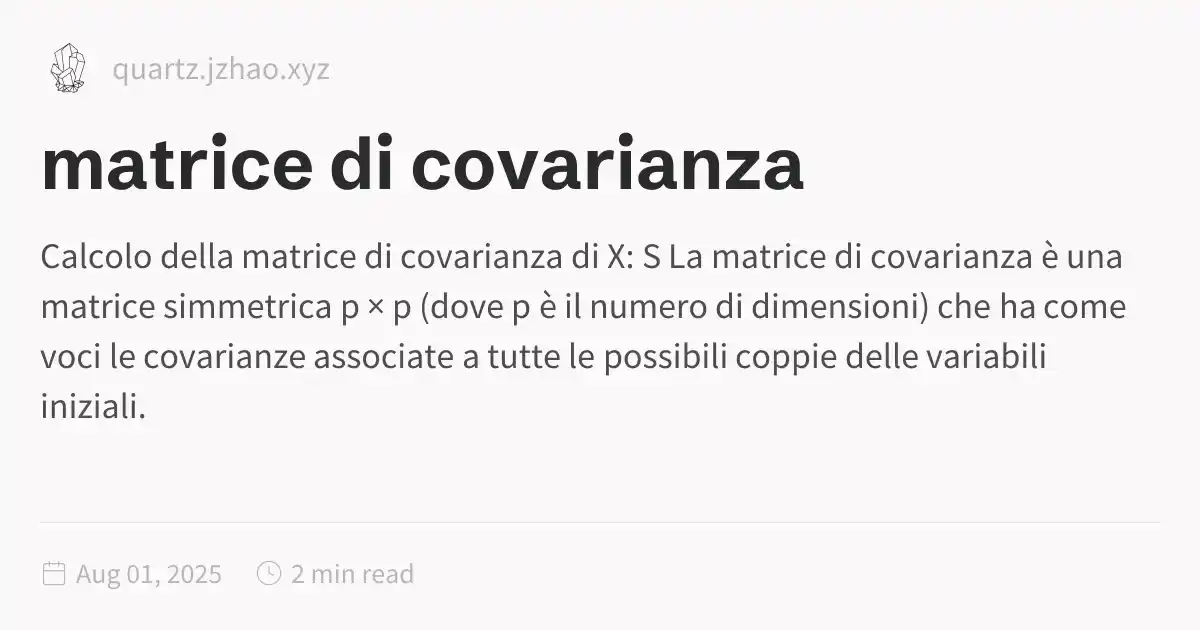 quartz.jzhao.xyz
matrice di covarianza
Calcolo della matrice di covarianza di X: S La matrice di covarianza è una
matrice simmetrica p × p (dove p è il numero di dimensioni) che ha come
voci le covarianze associate a tutte le possibili coppie delle variabili
iniziali.
Aug 01, 2025 2 min read